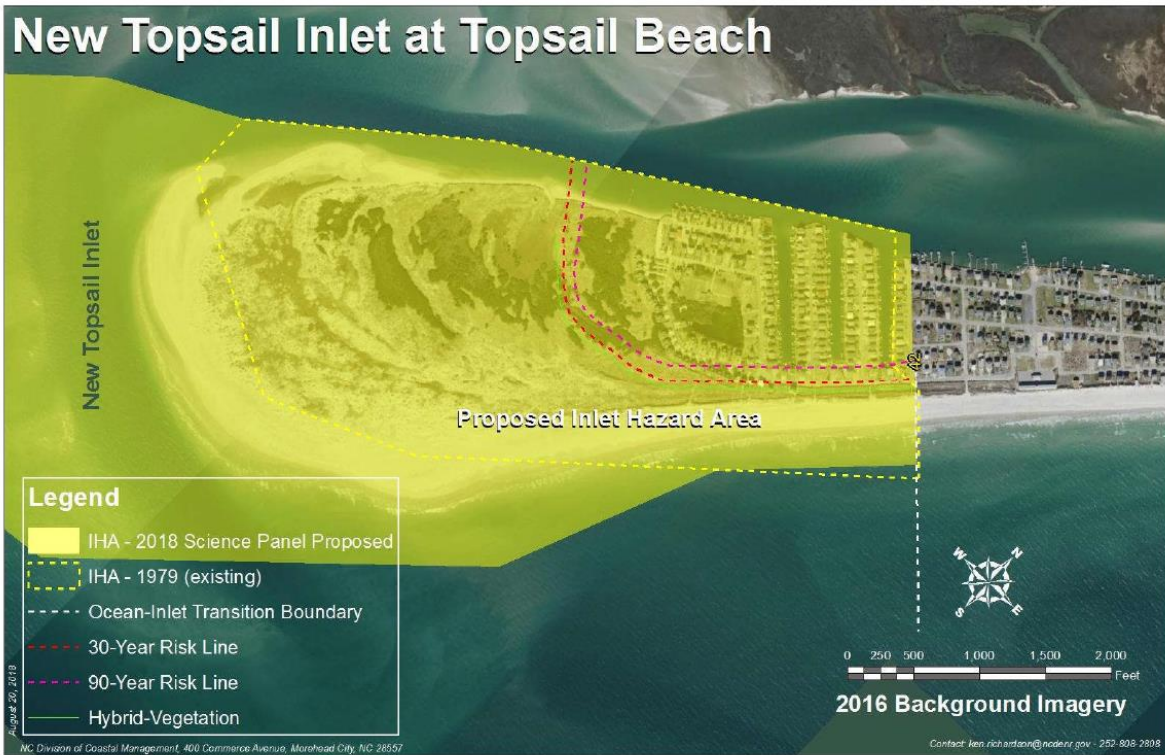 New Topsail Inlet at Topsail Beach
New Topsail Inlet
Proposed Inlet Hazard Area
Legend
IHA - 2018 Science Panel Proposed
IHA - 1979 (existing)
Ocean-Inlet Transition Boundary
30-Year Risk Line
90-Year Risk Line
Hybrid-Vegetation
N
W
E
S
0 250 500 1,000 1,500 2,000
Feet
2016 Background Imagery
August 20, 2018
NC Division of Coastal Management, 400 Commerce Avenue, Morehead City, NC 28557
Contact: ken.richardson@ncdenr.gov - 252-808-2808